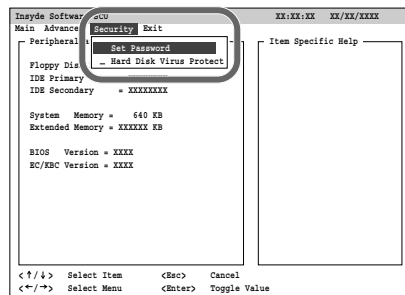 Insyde Software SCU XX:XX:XX XX/XX/XXXX
Main Advance Security Exit
Peripheral a Item Specific Help
Set Password
Floppy Dis _ Hard Disk Virus Protect
IDE Primary
IDE Secondary = XXXXXXXX
System Memory = 640 KB
Extended Memory = XXXXXX KB
BIOS Version = XXXX
EC/KBC Version = XXXX
<↑/↓> Select Item <Esc> Cancel
<←/→> Select Menu <Enter> Toggle Value